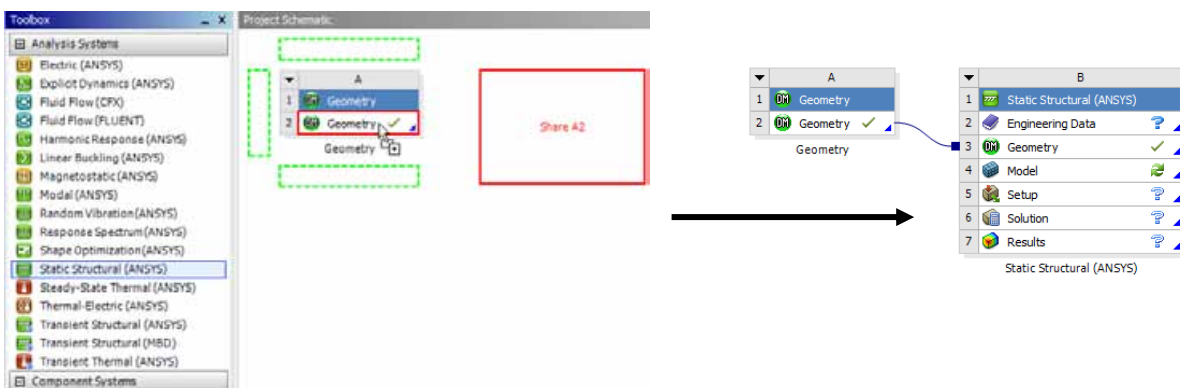 Toolbox
Analysis Systems
Electric (ANSYS)
Explicit Dynamics (ANSYS)
Fluid Flow (CFX)
Fluid Flow (FLUENT)
Harmonic Response (ANSYS)
Linear Buckling (ANSYS)
Magnetostatic (ANSYS)
Modal (ANSYS)
Random Vibration (ANSYS)
Response Spectrum (ANSYS)
Shape Optimization (ANSYS)
Static Structural (ANSYS)
Steady-State Thermal (ANSYS)
Thermal-Electric (ANSYS)
Transient Structural (ANSYS)
Transient Structural (MBD)
Transient Thermal (ANSYS)
Component Systems
Project Schematic
A
1 Geometry
2 Geometry
Geometry
Share A2
A
1 DM Geometry
2 DM Geometry
Geometry
B
1 Static Structural (ANSYS)
2 Engineering Data ?
3 DM Geometry
4 Model
5 Setup ?
6 Solution ?
7 Results ?
Static Structural (ANSYS)